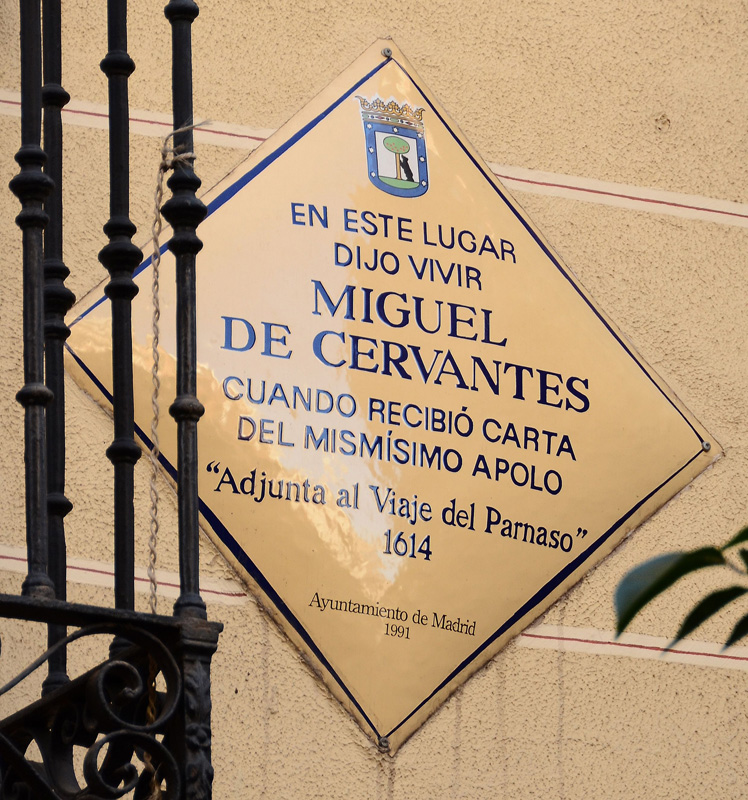 EN ESTE LUGAR
DIJO VIVIR
MIGUEL
DE CERVANTES
CUANDO RECIBIÓ CARTA
DEL MISMÍSIMO APOLO
“Adjunta al Viaje del Parnaso”
1614
Ayuntamiento de Madrid
1991